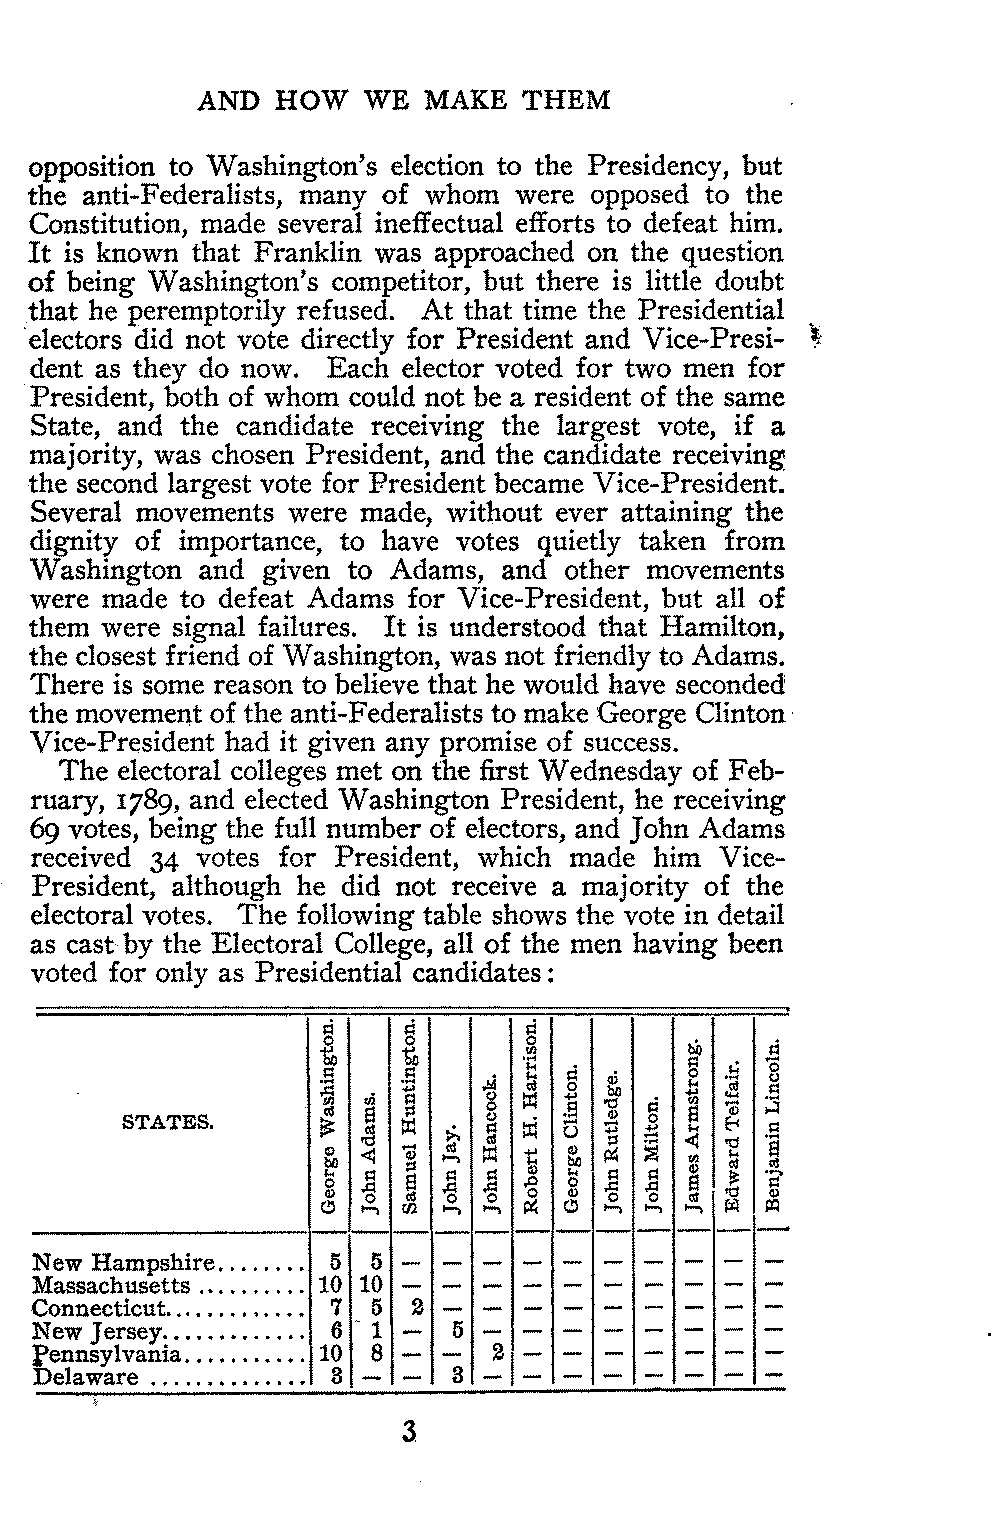 AND HOW WE MAKE THEM
opposition to Washington's election to the Presidency, but
the anti-Federalists, many of whom were opposed to the
Constitution, made several ineffectual efforts to defeat him.
It is known that Franklin was approached on the question
of being Washington's competitor, but there is little doubt
that he peremptorily refused. At that time the Presidential
electors did not vote directly for President and Vice-Presi-
dent as they do now. Each elector voted for two men for
President, both of whom could not be a resident of the same
State, and the candidate receiving the largest vote, if a
majority, was chosen President, and the candidate receiving
the second largest vote for President became Vice-President.
Several movements were made, without ever attaining the
dignity of importance, to have votes quietly taken from
Washington and given to Adams, and other movements
were made to defeat Adams for Vice-President, but all of
them were signal failures. It is understood that Hamilton,
the closest friend of Washington, was not friendly to Adams.
There is some reason to believe that he would have seconded
the movement of the anti-Federalists to make George Clinton
Vice-President had it given any promise of success.
The electoral colleges met on the first Wednesday of Feb-
ruary, 1789, and elected Washington President, he receiving
69 votes, being the full number of electors, and John Adams
received 34 votes for President, which made him Vice-
President, although he did not receive a majority of the
electoral votes. The following table shows the vote in detail
as cast by the Electoral College, all of the men having been
voted for only as Presidential candidates:
STATES.
George Washington.
John Adams.
Samuel Huntington.
John Jay.
John Hancock.
Robert H. Harrison.
George Clinton.
John Rutledge.
John Milton.
James Armstrong.
Edward Telfair.
Benjamin Lincoln.
New Hampshire........ 5 5 — — — — — — — — — —
Massachusetts .......... 10 10 — — — — — — — — — —
Connecticut............. 7 5 2 — — — — — — — — —
New Jersey............. 6 1 — 5 — — — — — — — —
Pennsylvania........... 10 8 — — 2 — — — — — — —
Delaware .............. 3 — — 3 — — — — — — — —
3